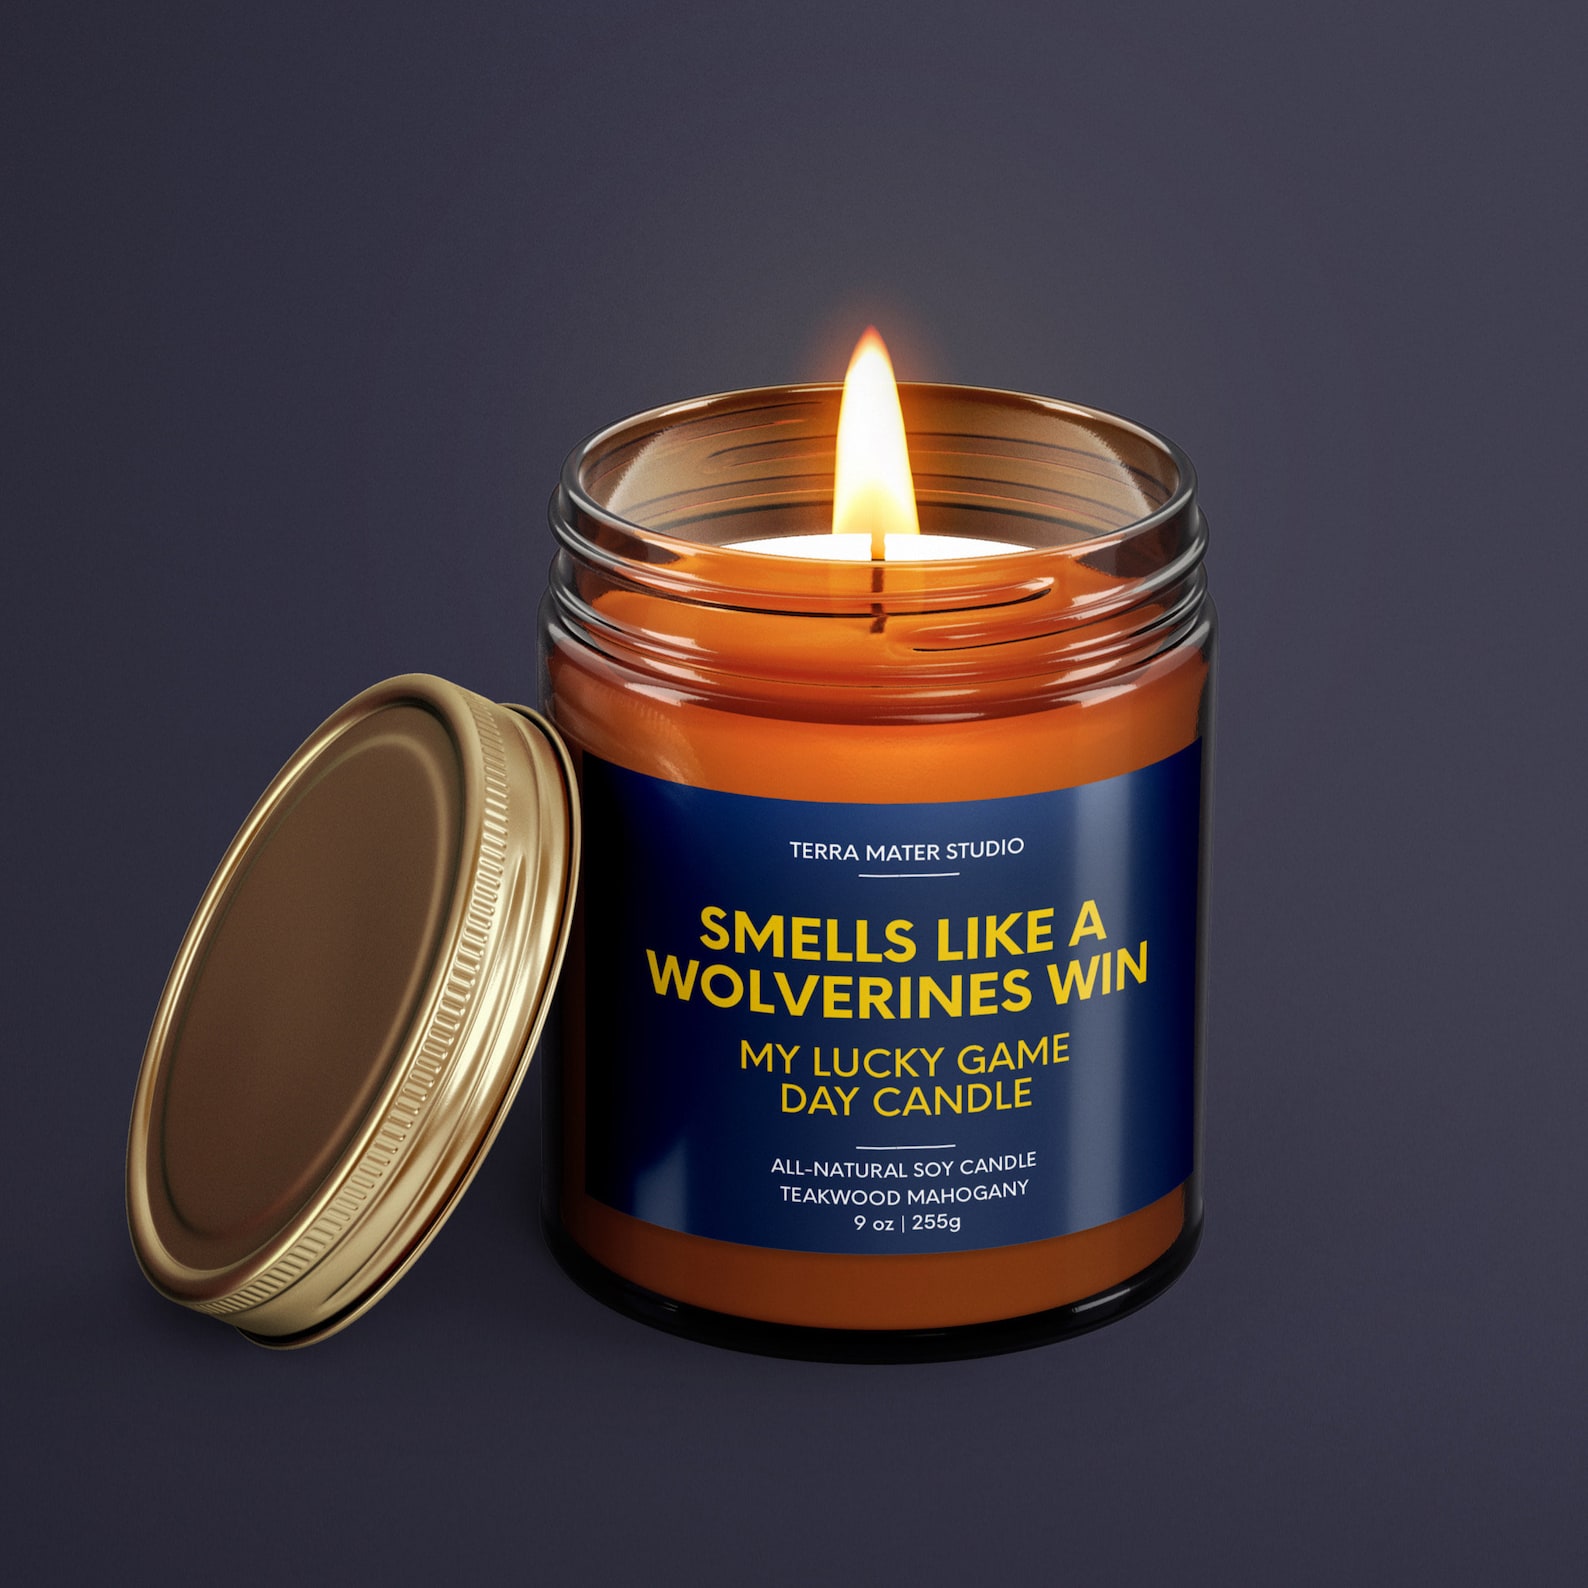 TERRA MATER STUDIO
SMELLS LIKE A
WOLVERINES WIN
MY LUCKY GAME
DAY CANDLE
ALL-NATURAL SOY CANDLE
TEAKWOOD MAHOGANY
9 oz | 255g